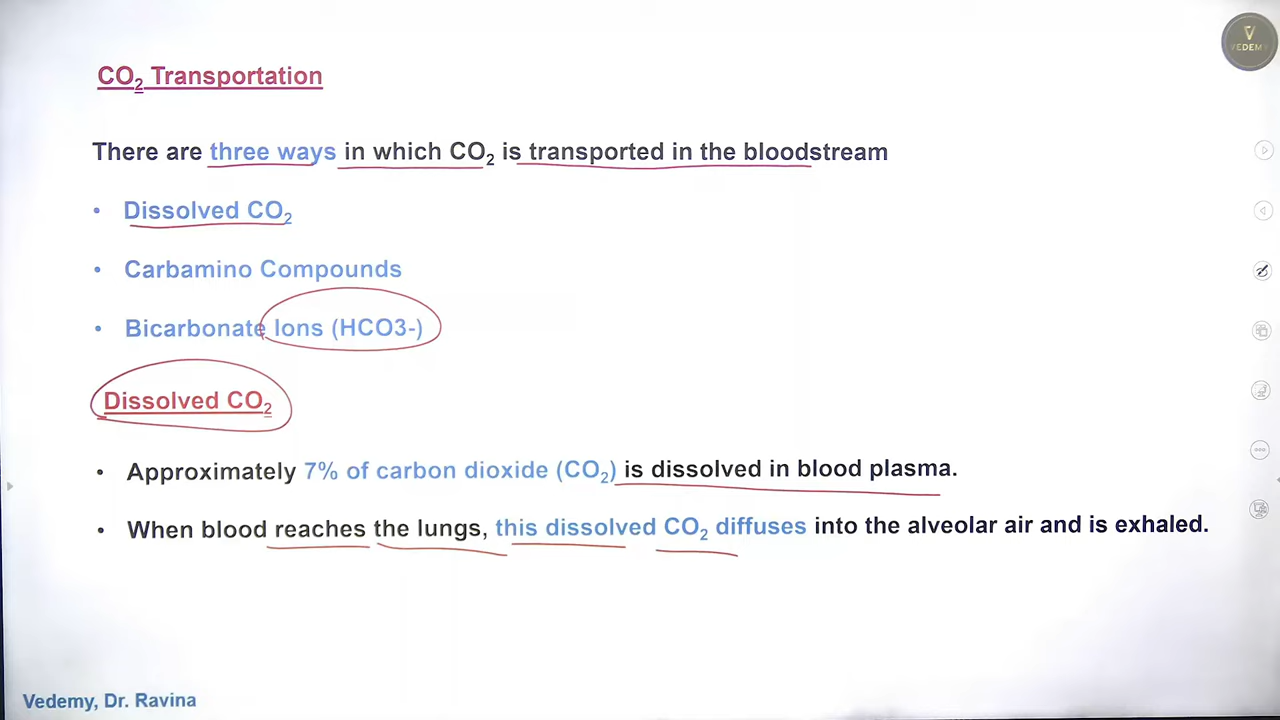 VEDEMY
CO₂ Transportation
There are three ways in which CO₂ is transported in the bloodstream
• Dissolved CO₂
• Carbamino Compounds
• Bicarbonate Ions (HCO3-)
Dissolved CO₂
• Approximately 7% of carbon dioxide (CO₂) is dissolved in blood plasma.
• When blood reaches the lungs, this dissolved CO₂ diffuses into the alveolar air and is exhaled.
Vedemy, Dr. Ravina